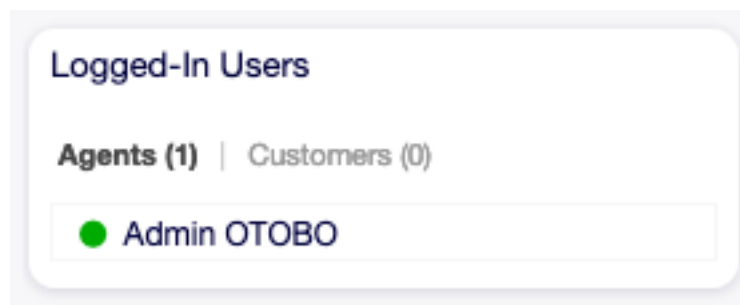 Logged-In Users
Agents (1) | Customers (0)
Admin OTOBO